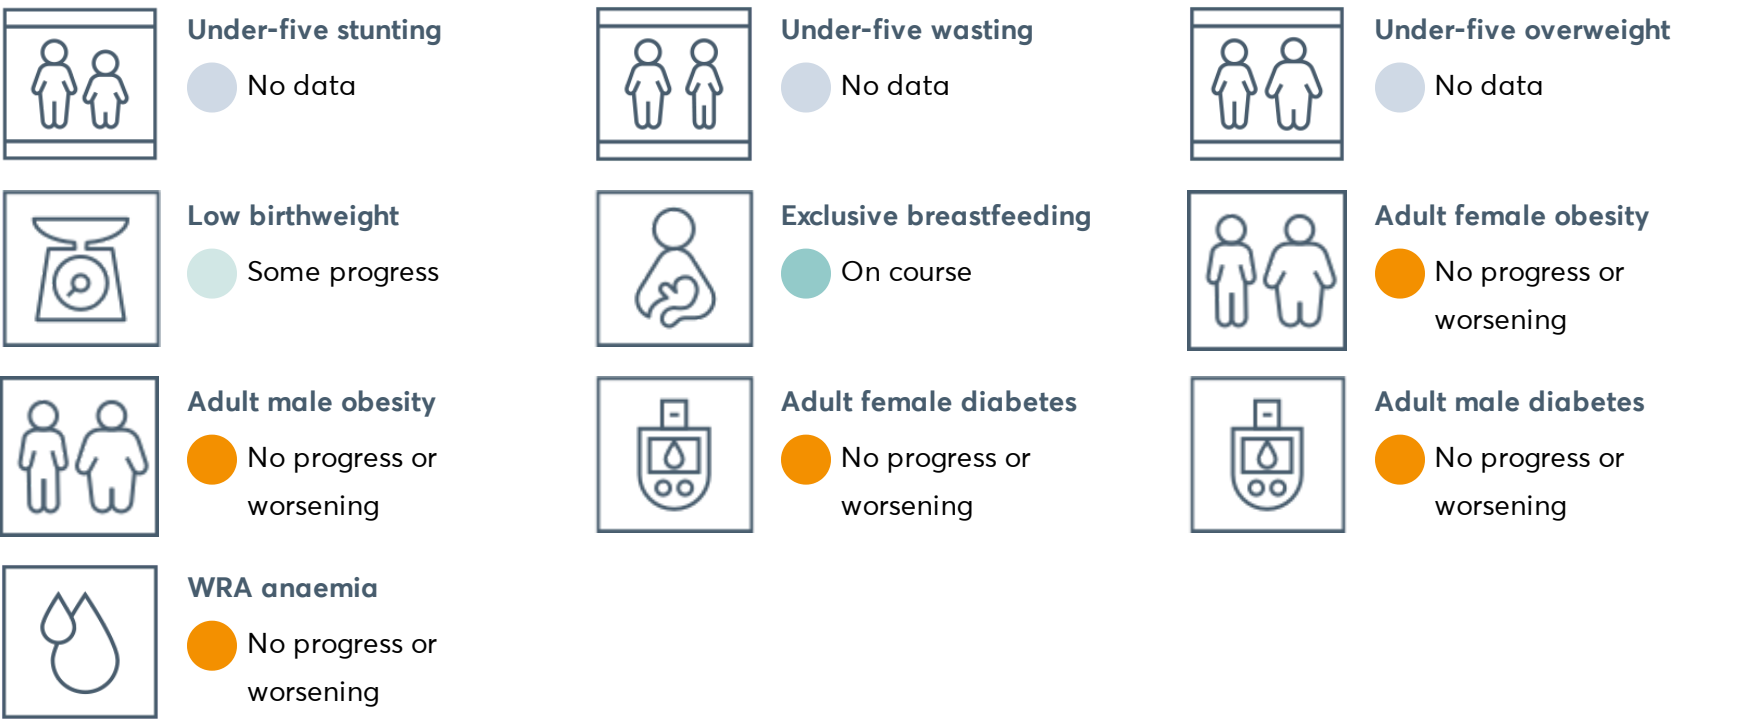 Under-five stunting
No data
Under-five wasting
No data
Under-five overweight
No data
Low birthweight
Some progress
Exclusive breastfeeding
On course
Adult female obesity
No progress or
worsening
Adult male obesity
No progress or
worsening
Adult female diabetes
No progress or
worsening
Adult male diabetes
No progress or
worsening
WRA anaemia
No progress or
worsening